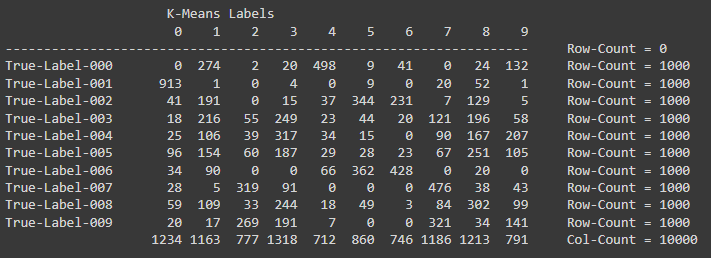 K-Means Labels
0 1 2 3 4 5 6 7 8 9
------------------------------------------------------------------ Row-Count = 0
True-Label-000 0 274 2 20 498 9 41 0 24 132 Row-Count = 1000
True-Label-001 913 1 0 4 0 9 0 20 52 1 Row-Count = 1000
True-Label-002 41 191 0 15 37 344 231 7 129 5 Row-Count = 1000
True-Label-003 18 216 55 249 23 44 20 121 196 58 Row-Count = 1000
True-Label-004 25 106 39 317 34 15 0 90 167 207 Row-Count = 1000
True-Label-005 96 154 60 187 29 28 23 67 251 105 Row-Count = 1000
True-Label-006 34 90 0 0 66 362 428 0 20 0 Row-Count = 1000
True-Label-007 28 5 319 91 0 0 0 476 38 43 Row-Count = 1000
True-Label-008 59 109 33 244 18 49 3 84 302 99 Row-Count = 1000
True-Label-009 20 17 269 191 7 0 0 321 34 141 Row-Count = 1000
1234 1163 777 1318 712 860 746 1186 1213 791 Col-Count = 10000